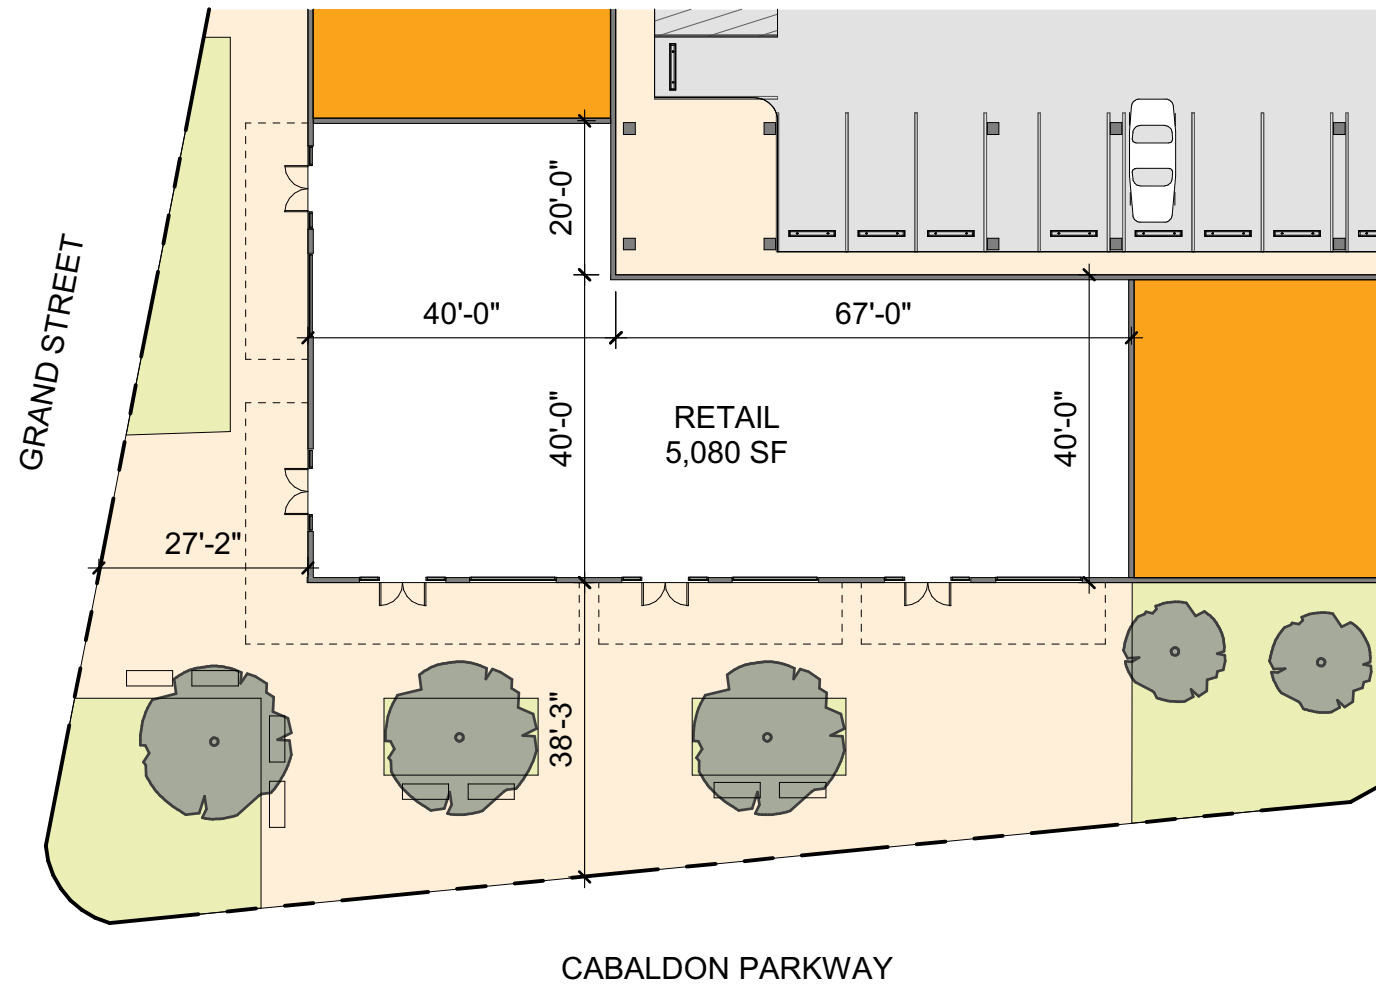 20'-0"
GRAND STREET
40'-0"
67'-0"
RETAIL
5,080 SF
40'-0"
40'-0"
27'-2"
38'-3"
CABALDON PARKWAY